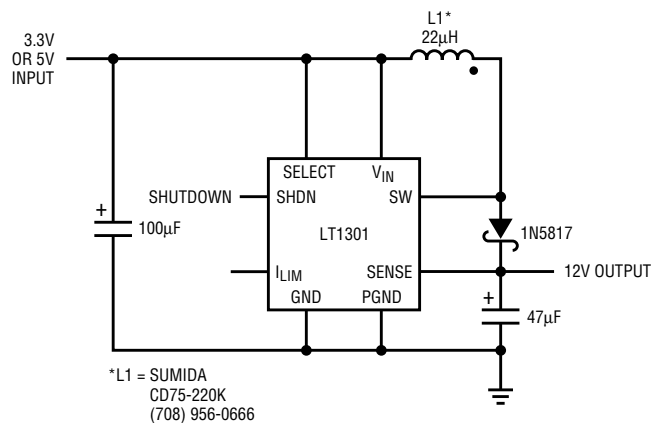 L1*
22µH
3.3V
OR 5V
INPUT
SELECT
VIN
SHUTDOWN
SHDN
SW
+
100µF
LT1301
1N5817
ILIM
SENSE
12V OUTPUT
GND
PGND
+
47µF
*L1 = SUMIDA
CD75-220K
(708) 956-0666